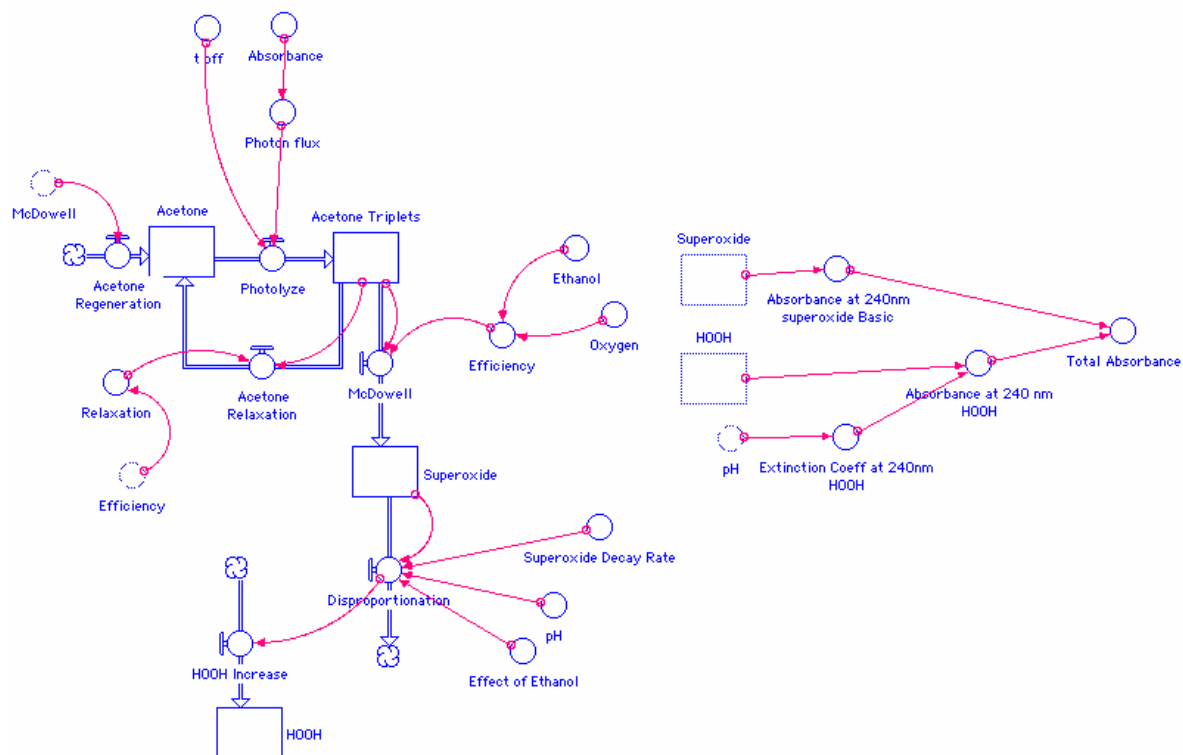 t off
Absorbance
Photon flux
McDowell
Acetone
Acetone Triplets
Acetone
Regeneration
Photolyze
Ethanol
Oxygen
Efficiency
Relaxation
Acetone
Relaxation
McDowell
Efficiency
Superoxide
Superoxide Decay Rate
Disproportionation
pH
Effect of Ethanol
HOOH Increase
HOOH
Superoxide
Absorbance at 240nm
superoxide Basic
HOOH
Total Absorbance
Absorbance at 240 nm
HOOH
pH
Extinction Coeff at 240nm
HOOH